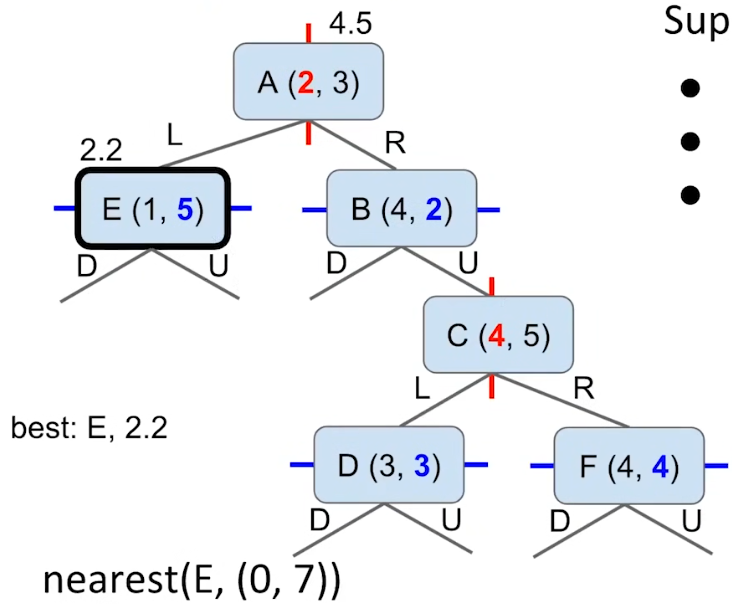 4.5
Sup
A (2, 3)
L
R
2.2
E (1, 5)
B (4, 2)
D
U
D
U
C (4, 5)
L
R
best: E, 2.2
D (3, 3)
F (4, 4)
D
U
D
U
nearest(E, (0, 7))